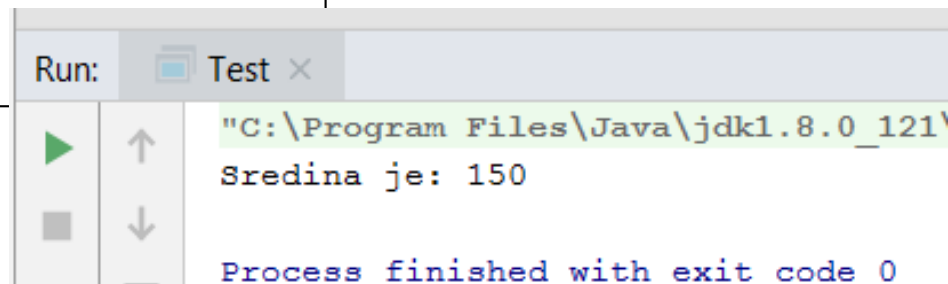 Run: Test
"C:\Program Files\Java\jdk1.8.0_121\
Sredina je: 150
Process finished with exit code 0